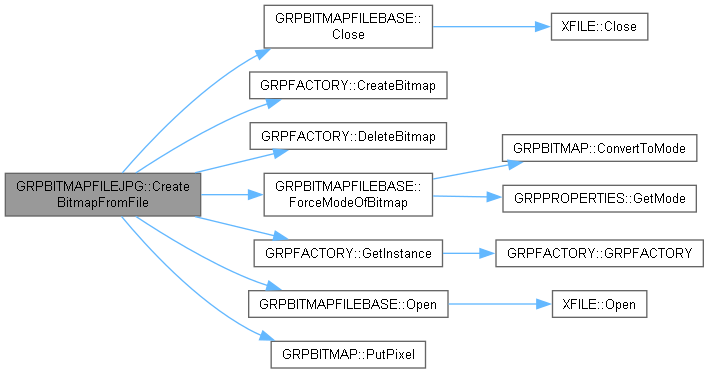 GRPBITMAPFILEJPG::Create
BitmapFromFile
GRPBITMAPFILEBASE::
Close
XFILE::Close
GRPFACTORY::CreateBitmap
GRPFACTORY::DeleteBitmap
GRPBITMAPFILEBASE::
ForceModeOfBitmap
GRPBITMAP::ConvertToMode
GRPPROPERTIES::GetMode
GRPFACTORY::GetInstance
GRPFACTORY::GRPFACTORY
GRPBITMAPFILEBASE::Open
XFILE::Open
GRPBITMAP::PutPixel